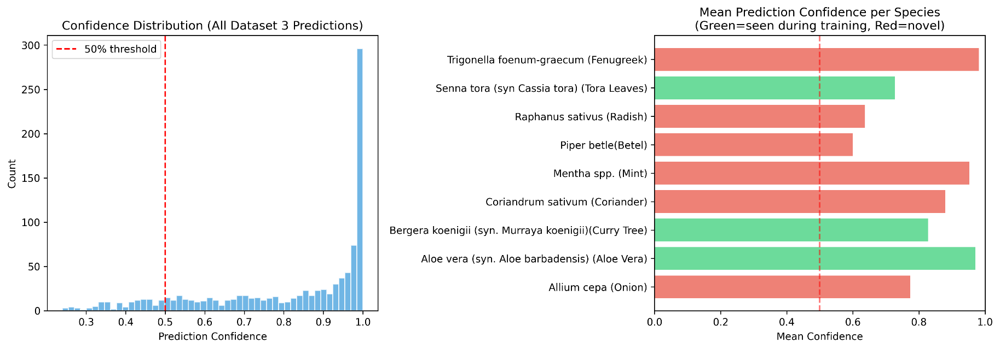 Confidence Distribution (All Dataset 3 Predictions)
50% threshold
300
250
200
150
100
50
0
Count
0.3
0.4
0.5
0.6
0.7
0.8
0.9
1.0
Prediction Confidence
Mean Prediction Confidence per Species
(Green=seen during training, Red=novel)
Trigonella foenum-graecum (Fenugreek)
Senna tora (syn Cassia tora) (Tora Leaves)
Raphanus sativus (Radish)
Piper betle(Betel)
Mentha spp. (Mint)
Coriandrum sativum (Coriander)
Bergera koenigii (syn. Murraya koenigii)(Curry Tree)
Aloe vera (syn. Aloe barbadensis) (Aloe Vera)
Allium cepa (Onion)
0.0
0.2
0.4
0.6
0.8
1.0
Mean Confidence